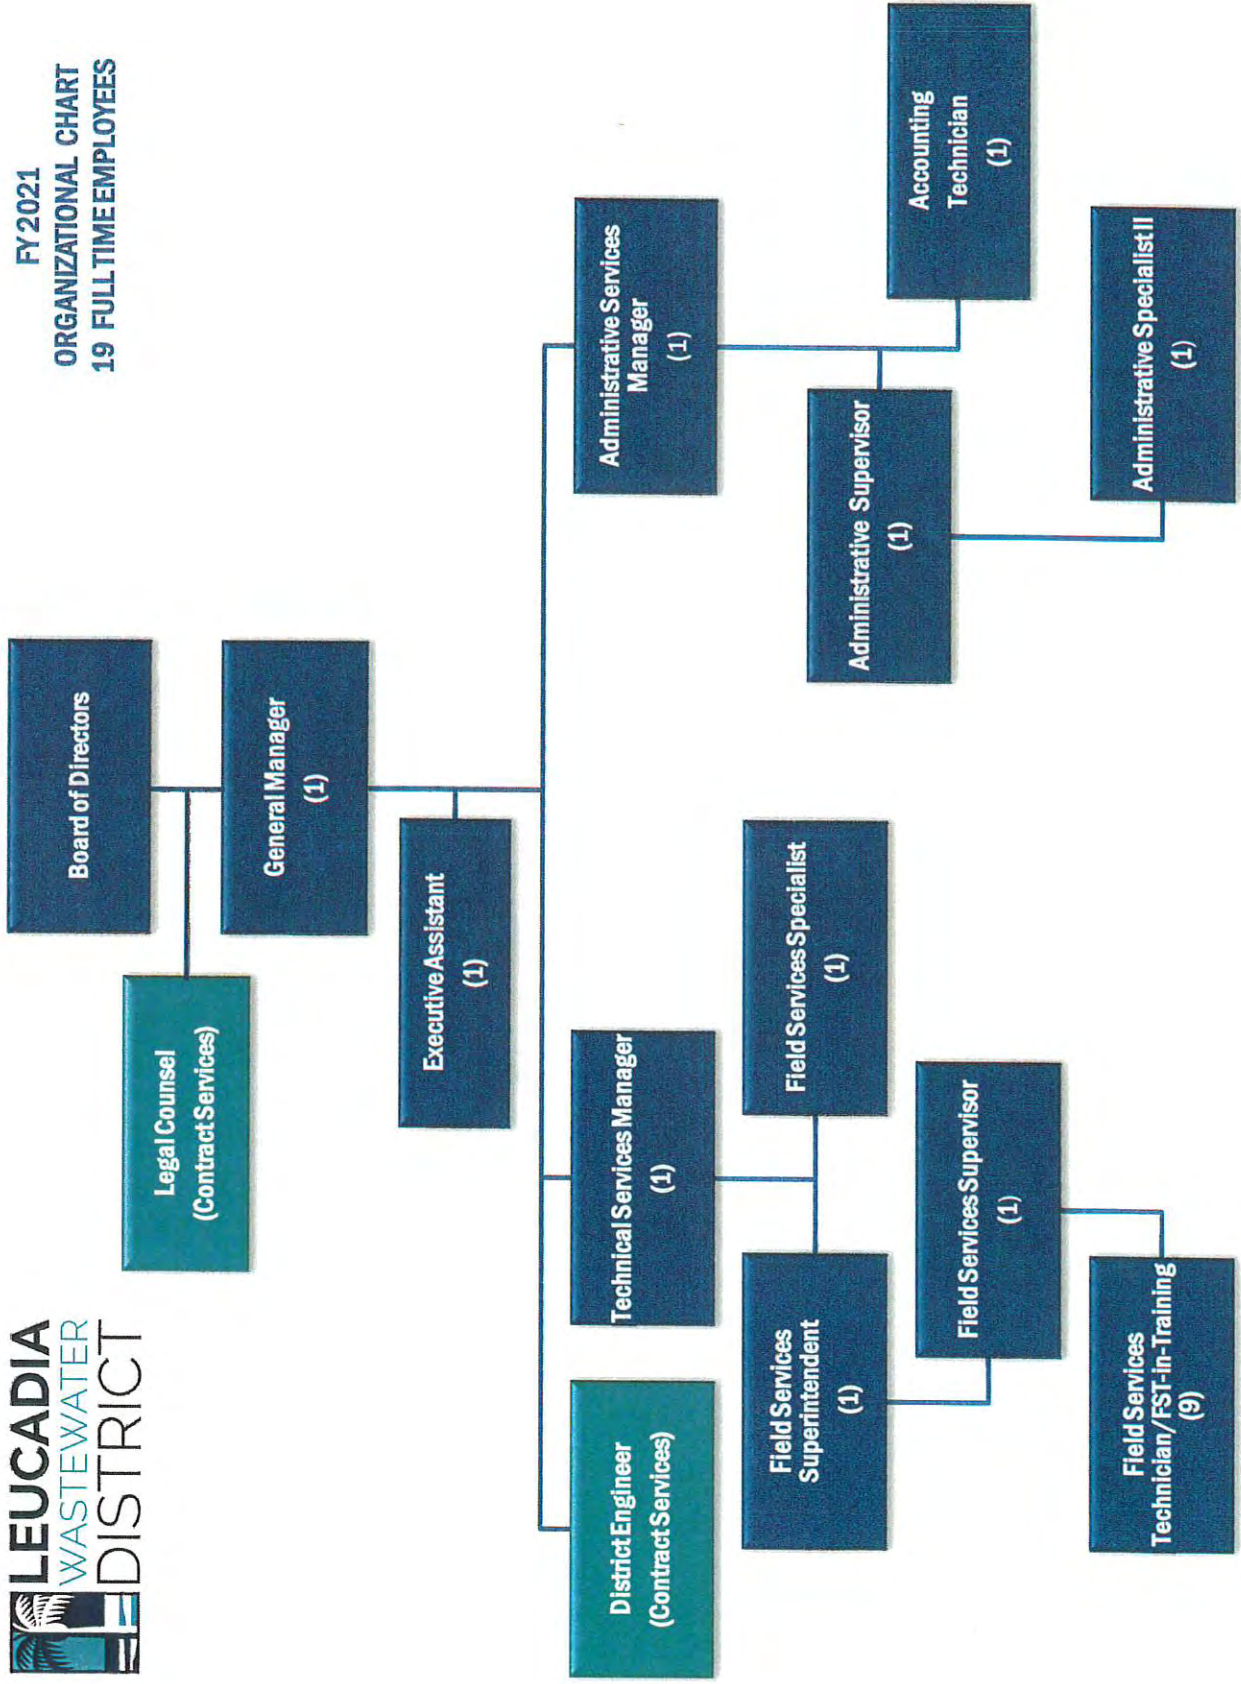 LEUCADIA
WASTEWATER
DISTRICT
FY 2021
ORGANIZATIONAL CHART
19 FULL TIME EMPLOYEES
Board of Directors
Legal Counsel
(Contract Services)
General Manager
(1)
Executive Assistant
(1)
District Engineer
(Contract Services)
Technical Services Manager
(1)
Administrative Services
Manager
(1)
Field Services
Superintendent
(1)
Field Services Specialist
(1)
Administrative Supervisor
(1)
Accounting
Technician
(1)
Field Services Supervisor
(1)
Field Services
Technician/FST-in-Training
(9)
Administrative Specialist II
(1)